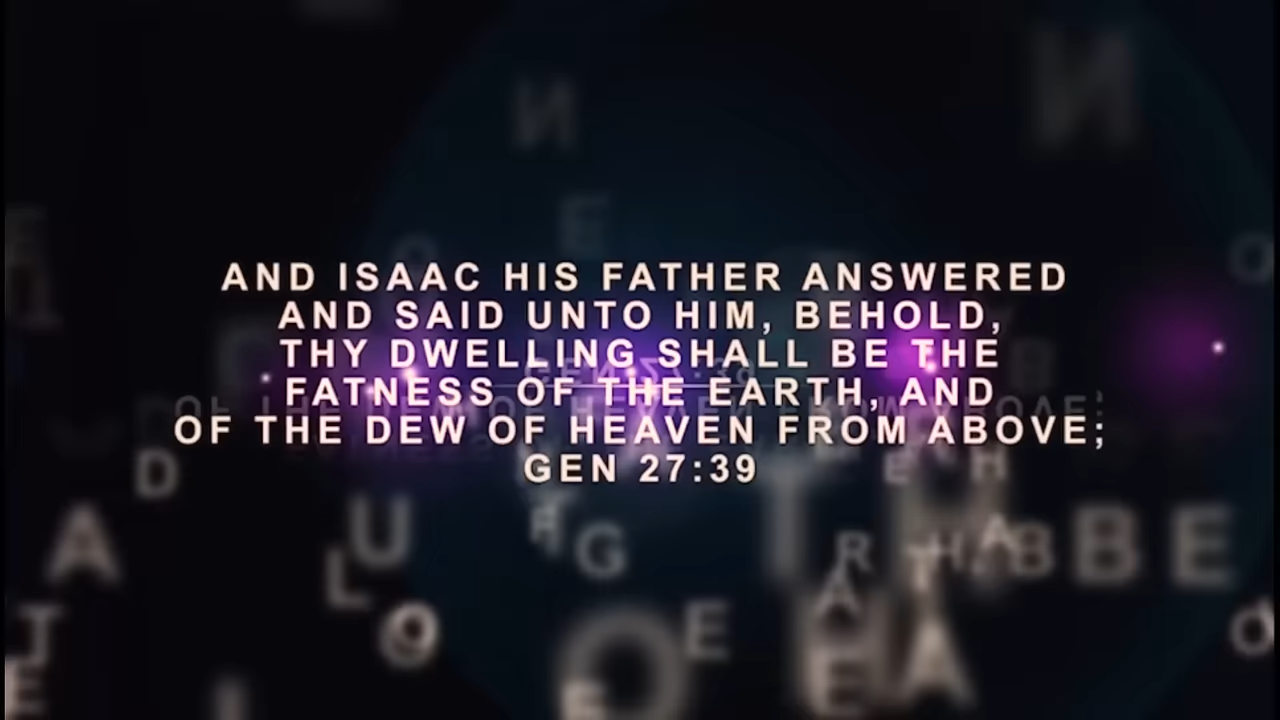 AND ISAAC HIS FATHER ANSWERED
AND SAID UNTO HIM, BEHOLD,
THY DWELLING SHALL BE THE
FATNESS OF THE EARTH, AND
OF THE DEW OF HEAVEN FROM ABOVE;
GEN 27:39